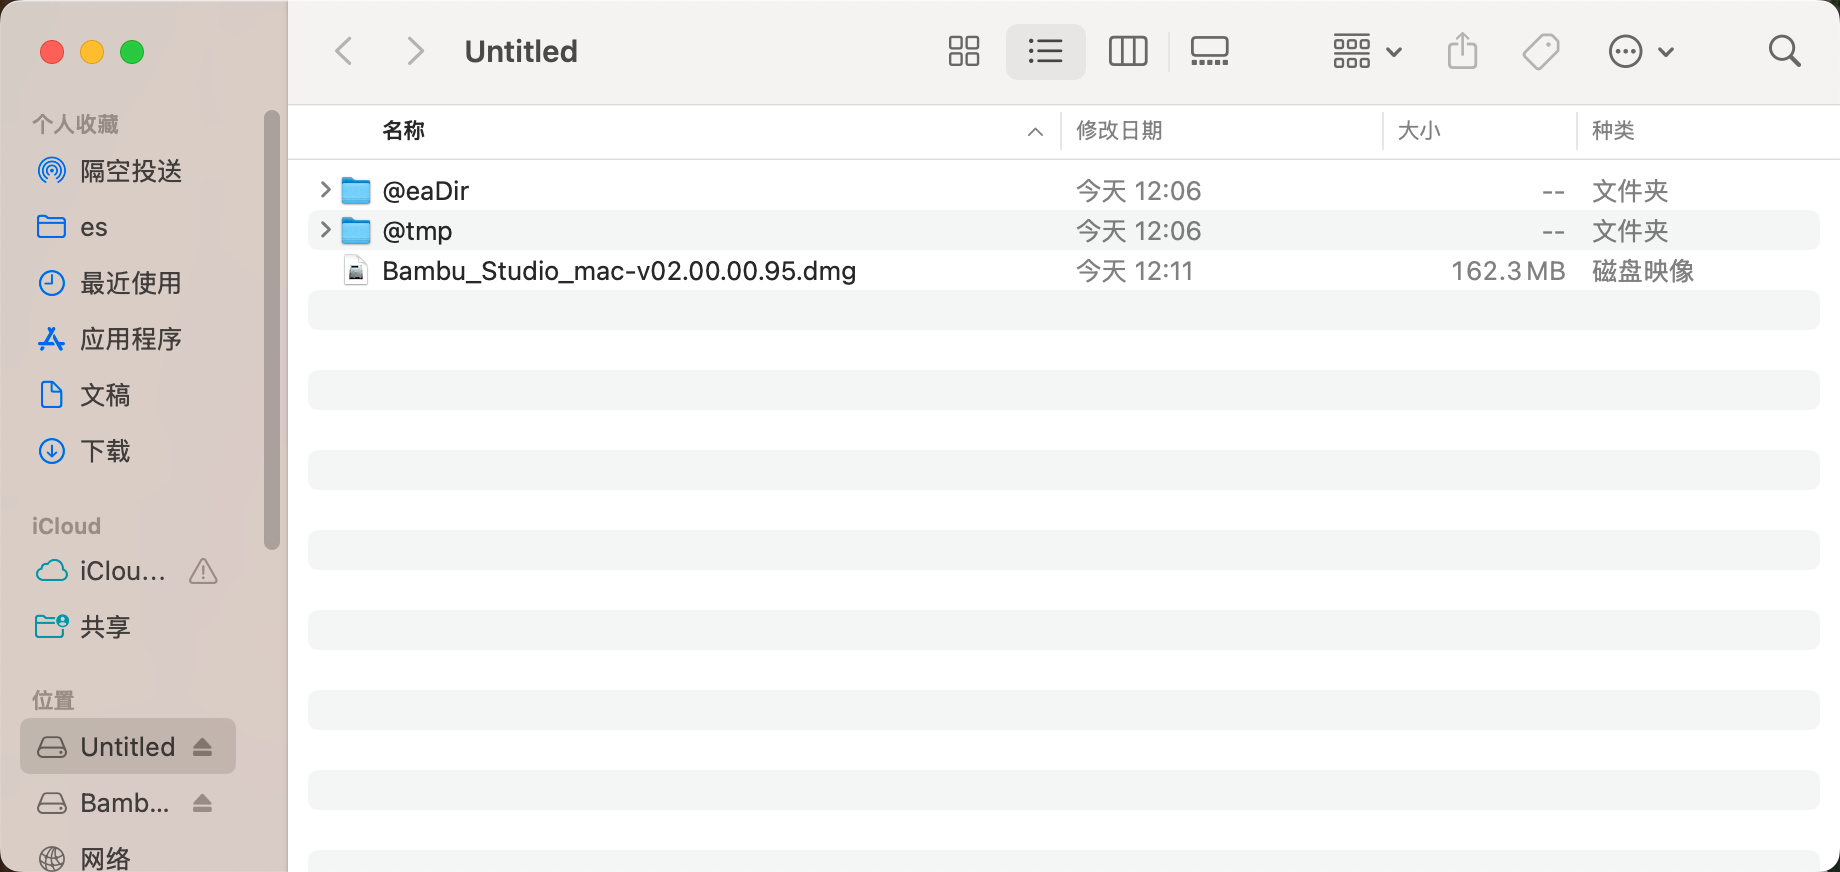 Untitled
个人收藏
隔空投送
es
最近使用
应用程序
文稿
下载
iCloud
iClou...
共享
位置
Untitled
Bamb...
网络
名称 修改日期 大小 种类
@eaDir 今天 12:06 -- 文件夹
@tmp 今天 12:06 -- 文件夹
Bambu_Studio_mac-v02.00.00.95.dmg 今天 12:11 162.3 MB 磁盘映像